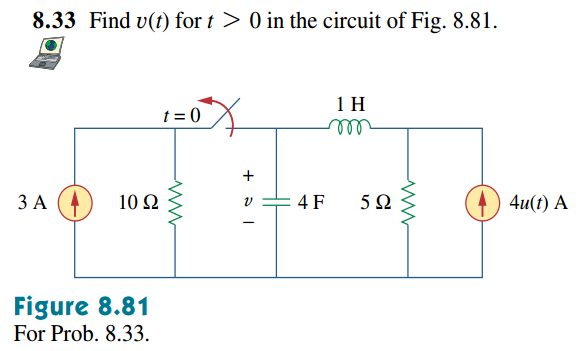 8.33 Find v(t) for t > 0 in the circuit of Fig. 8.81.
t = 0
1 H
3 A
10 Ω
+
v
−
4 F
5 Ω
4u(t) A
Figure 8.81
For Prob. 8.33.